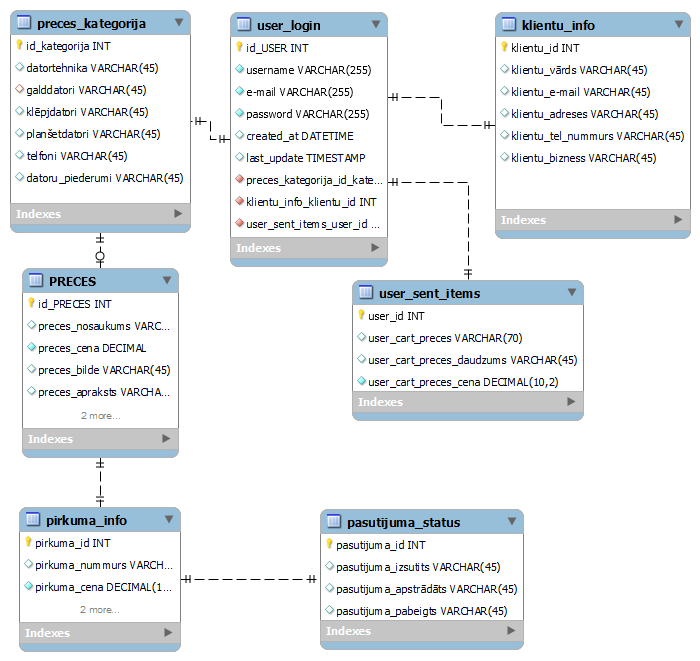 preces_kategorija
id_kategorija INT
datortehnika VARCHAR(45)
galddatori VARCHAR(45)
klēpjdatori VARCHAR(45)
planšetdatori VARCHAR(45)
telfoni VARCHAR(45)
datoru_piederumi VARCHAR(45)
Indexes
user_login
id_USER INT
username VARCHAR(255)
e-mail VARCHAR(255)
password VARCHAR(255)
created_at DATETIME
last_update TIMESTAMP
preces_kategorija_id_kate...
klientu_info_klientu_id INT
user_sent_items_user_id ...
Indexes
klientu_info
klientu_id INT
klientu_vārds VARCHAR(45)
klientu_e-mail VARCHAR(45)
klientu_adreses VARCHAR(45)
klientu_tel_nummurs VARCHAR(45)
klientu_bizness VARCHAR(45)
Indexes
PRECES
id_PRECES INT
preces_nosaukums VARC...
preces_cena DECIMAL
preces_bilde VARCHAR(45)
preces_apraksts VARCHA...
2 more...
Indexes
user_sent_items
user_id INT
user_cart_preces VARCHAR(70)
user_cart_preces_daudzums VARCHAR(45)
user_cart_preces_cena DECIMAL(10,2)
Indexes
pirkuma_info
pirkuma_id INT
pirkuma_nummurs VARCH...
pirkuma_cena DECIMAL(1...
2 more...
Indexes
pasutijuma_status
pasutijuma_id INT
pasutijuma_izsutits VARCHAR(45)
pasutijuma_apstrādāts VARCHAR(45)
pasutijuma_pabeigts VARCHAR(45)
Indexes